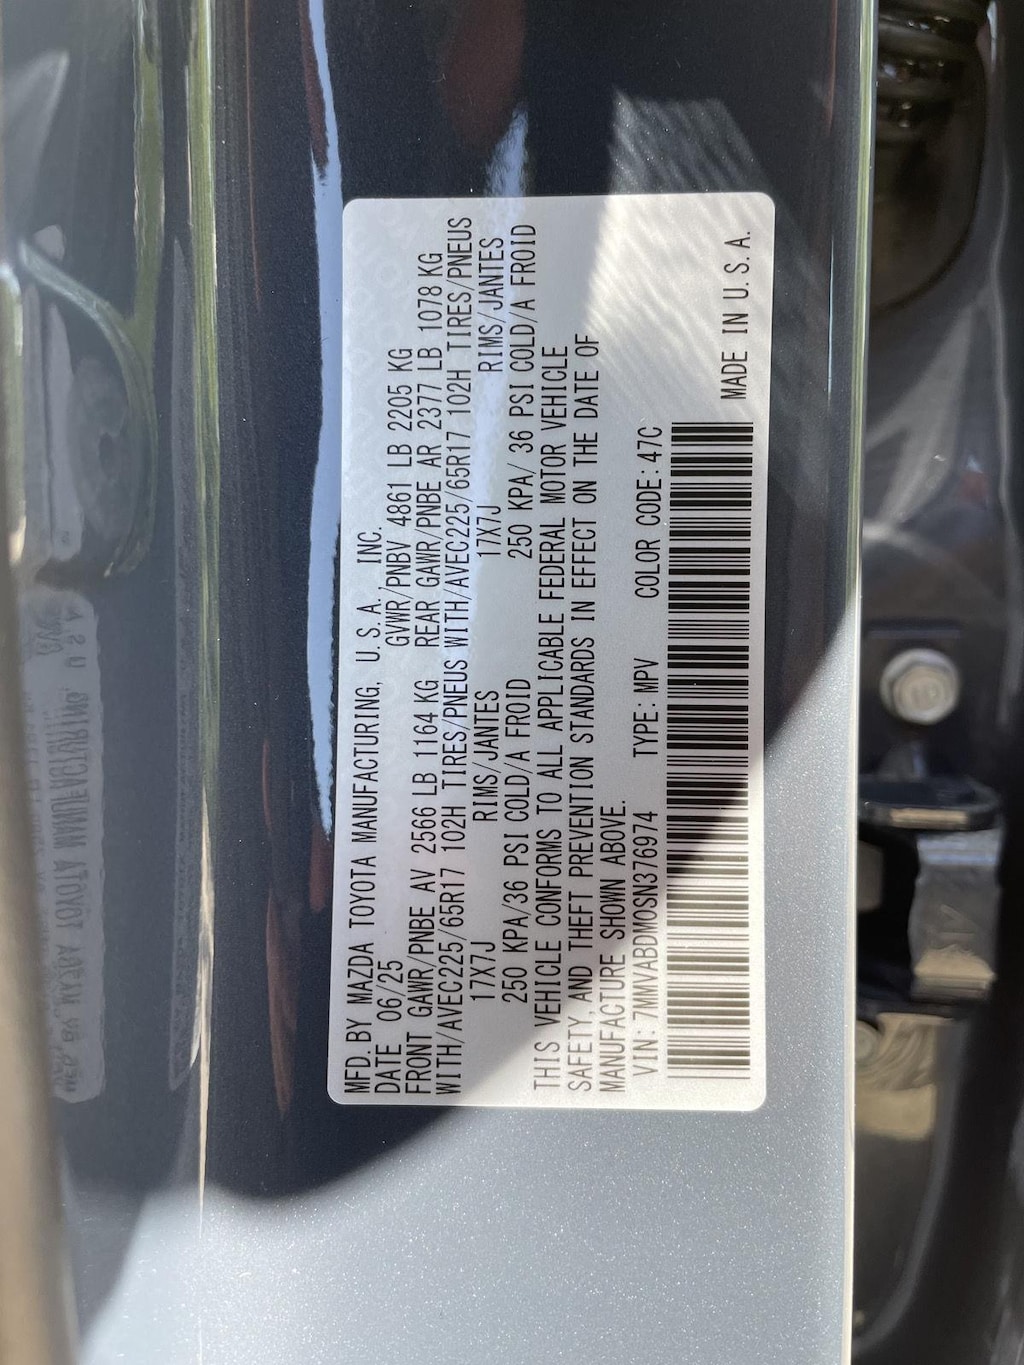 MFD. BY MAZDA TOYOTA MANUFACTURING, U.S.A. INC.
DATE 06/25 GVWR/PNBV 4861 LB 2205 KG
FRONT GAWR/PNBE AV 2566 LB 1164 KG REAR GAWR/PNBE AR 2377 LB 1078 KG
WITH/AVEC225/65R17 102H TIRES/PNEUS WITH/AVEC225/65R17 102H TIRES/PNEUS
17X7J RIMS/JANTES 17X7J RIMS/JANTES
250 KPA/36 PSI COLD/A FROID 250 KPA/ 36 PSI COLD/A FROID
THIS VEHICLE CONFORMS TO ALL APPLICABLE FEDERAL MOTOR VEHICLE
SAFETY, AND THEFT PREVENTION STANDARDS IN EFFECT ON THE DATE OF
MANUFACTURE SHOWN ABOVE.
VIN: 7MMVABDM0SN376974 TYPE: MPV COLOR CODE: 47C
MADE IN U.S.A.